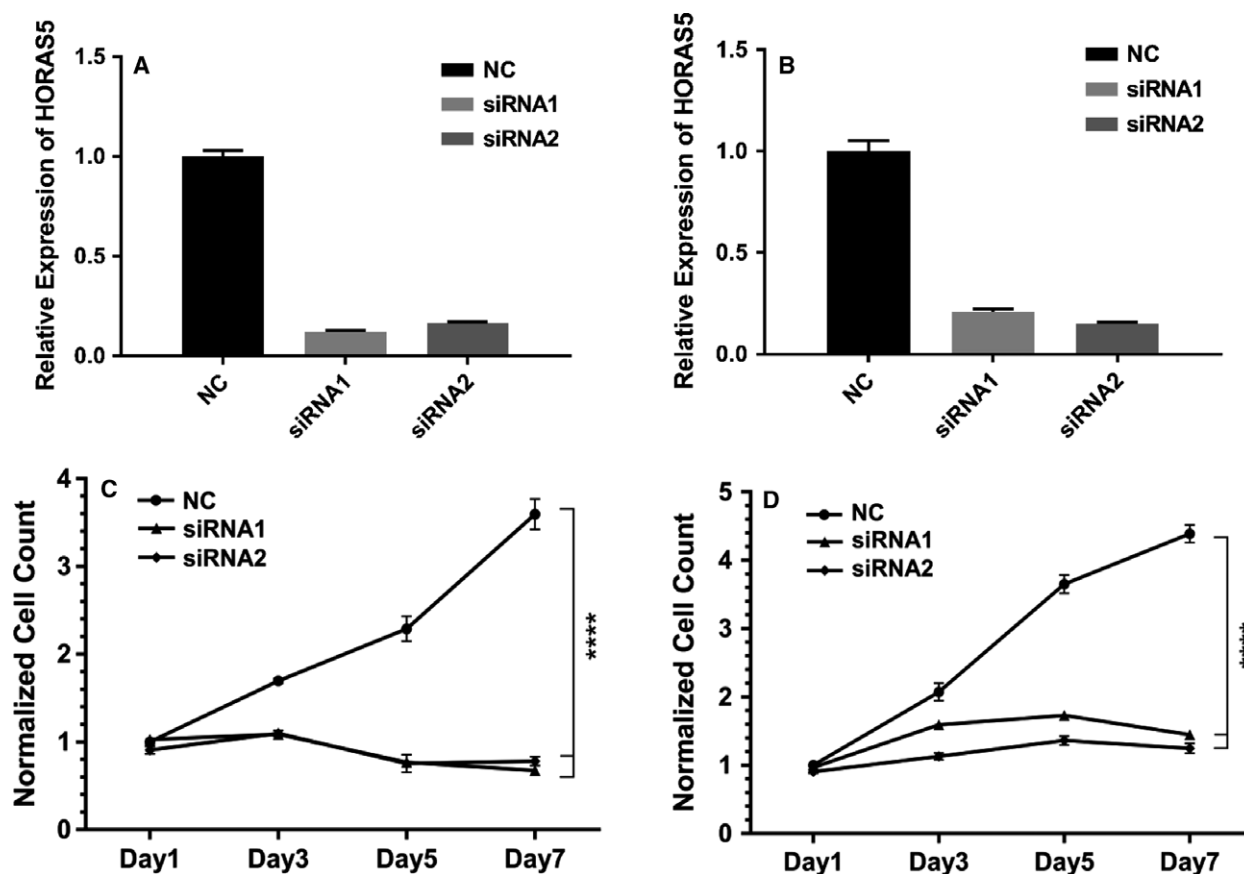 A
Relative Expression of HORAS5
1.5
1.0
0.5
0.0
NC
siRNA1
siRNA2
NC
siRNA1
siRNA2
B
Relative Expression of HORAS5
1.5
1.0
0.5
0.0
NC
siRNA1
siRNA2
NC
siRNA1
siRNA2
C
Normalized Cell Count
4
3
2
1
0
NC
siRNA1
siRNA2
****
Day1
Day3
Day5
Day7
D
Normalized Cell Count
5
4
3
2
1
0
NC
siRNA1
siRNA2
****
Day1
Day3
Day5
Day7